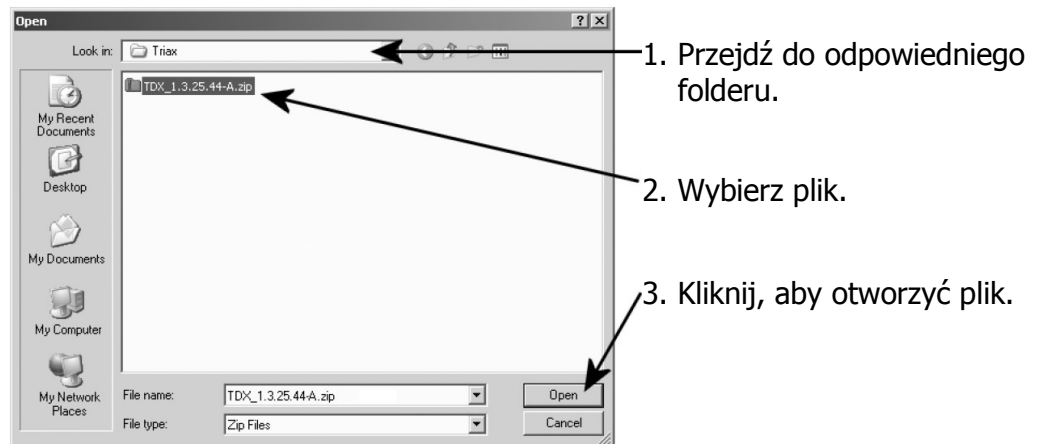 Open
Look in:
Triax
TDX_1.3.25.44-A.zip
My Recent
Documents
Desktop
My Documents
My Computer
My Network
Places
File name:
TDX_1.3.25.44-A.zip
Open
File type:
Zip Files
Cancel
1. Przejdź do odpowiedniego
folderu.
2. Wybierz plik.
3. Kliknij, aby otworzyć plik.